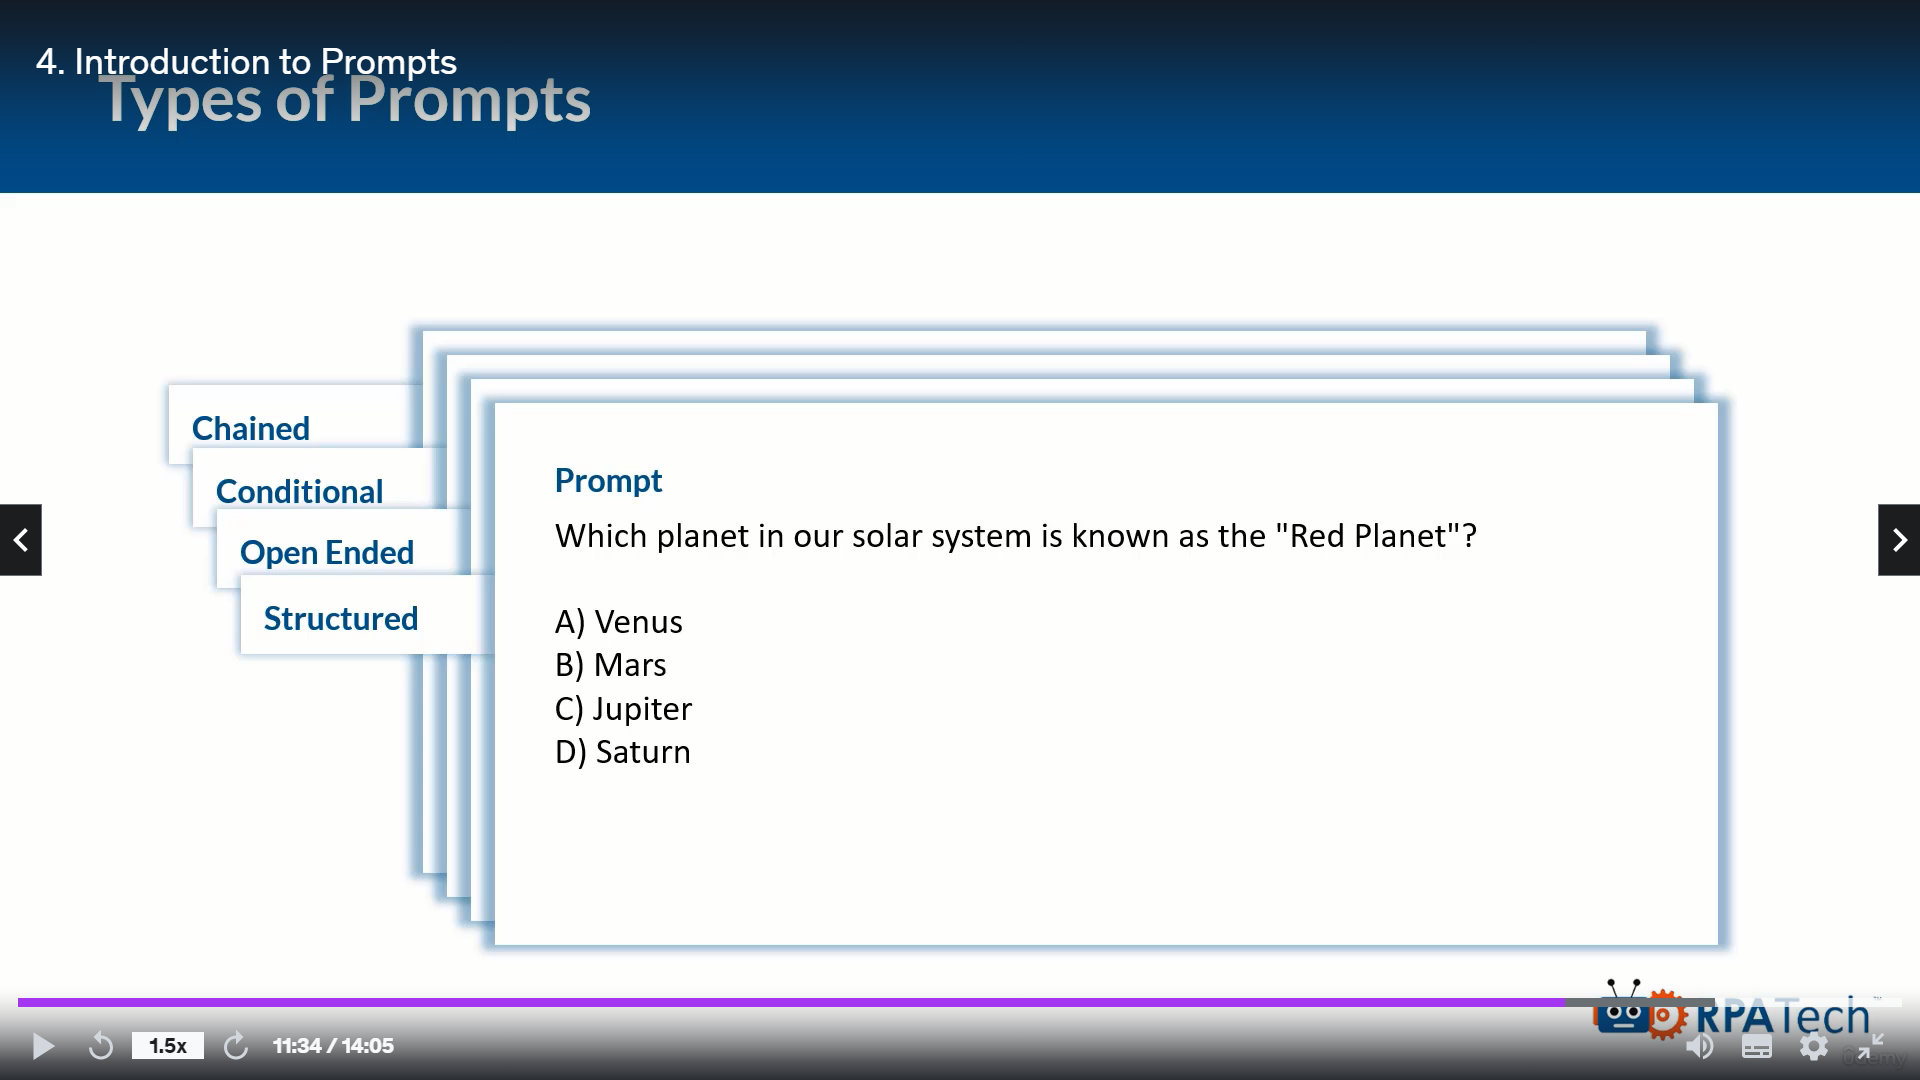 4. Introduction to Prompts
Types of Prompts
Chained
Conditional
Open Ended
Structured
Prompt
Which planet in our solar system is known as the "Red Planet"?
A) Venus
B) Mars
C) Jupiter
D) Saturn
RPATech
1.5x
11:34 / 14:05
ûdemy